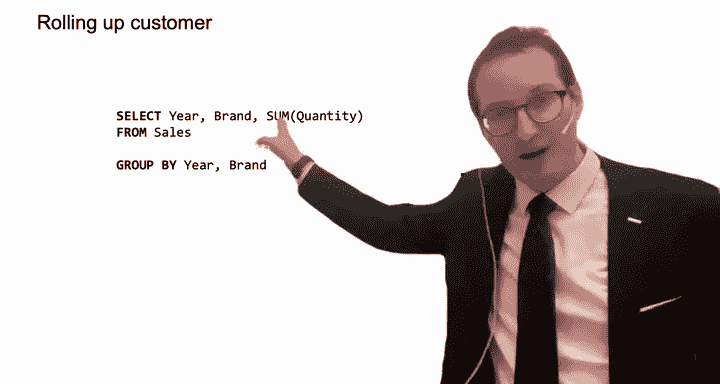 Rolling up customer
SELECT Year, Brand, SUM(Quantity)
FROM Sales
GROUP BY Year, Brand